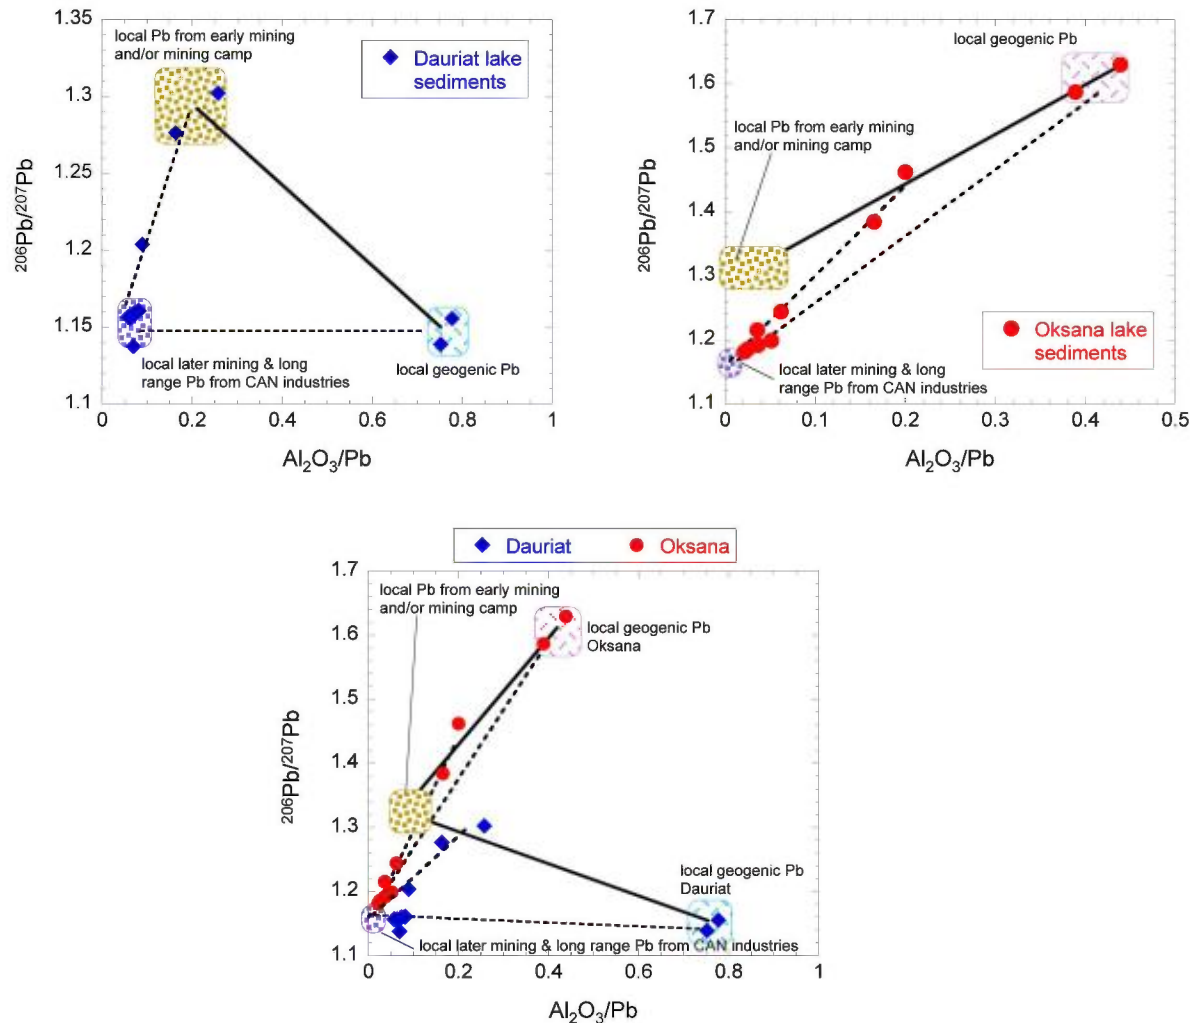 local Pb from early mining
and/or mining camp
Dauriat lake
sediments
local later mining & long
range Pb from CAN industries
local geogenic Pb
1.35
1.3
1.25
1.2
1.15
1.1
206Pb/207Pb
0 0.2 0.4 0.6 0.8 1
Al2O3/Pb
local geogenic Pb
local Pb from early mining
and/or mining camp
Oksana lake
sediments
local later mining & long
range Pb from CAN industries
1.7
1.6
1.5
1.4
1.3
1.2
1.1
206Pb/207Pb
0 0.1 0.2 0.3 0.4 0.5
Al2O3/Pb
Dauriat Oksana
local Pb from early mining
and/or mining camp
local geogenic Pb
Oksana
local geogenic Pb
Dauriat
local later mining & long range Pb from CAN industries
1.7
1.6
1.5
1.4
1.3
1.2
1.1
206Pb/207Pb
0 0.2 0.4 0.6 0.8 1
Al2O3/Pb